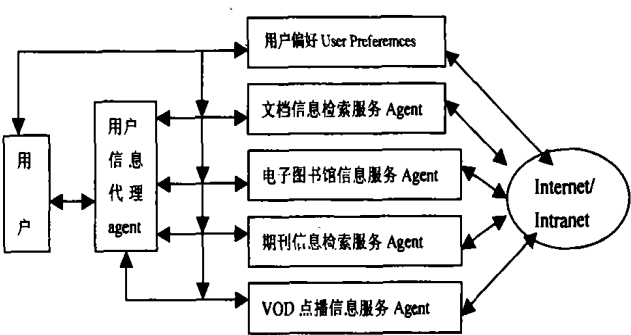 用户偏好 User Preferemces
文档信息检索服务 Agent
用户
信息
代理
agent
用
户
电子图书馆信息服务 Agent
Internet/
Intranet
期刊信息检索服务 Agent
VOD 点播信息服务 Agent